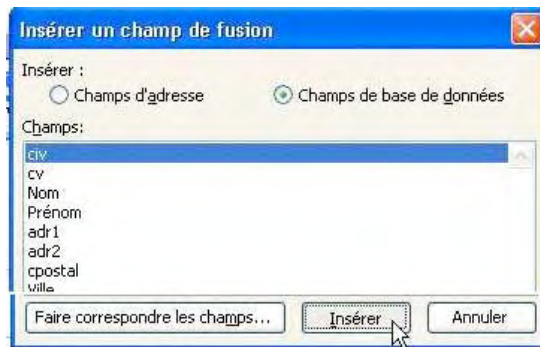 Insérer un champ de fusion
Insérer :
Champs d'adresse Champs de base de données
Champs:
civ
cv
Nom
Prénom
adr1
adr2
cpostal
Ville
Faire correspondre les champs... Insérer Annuler